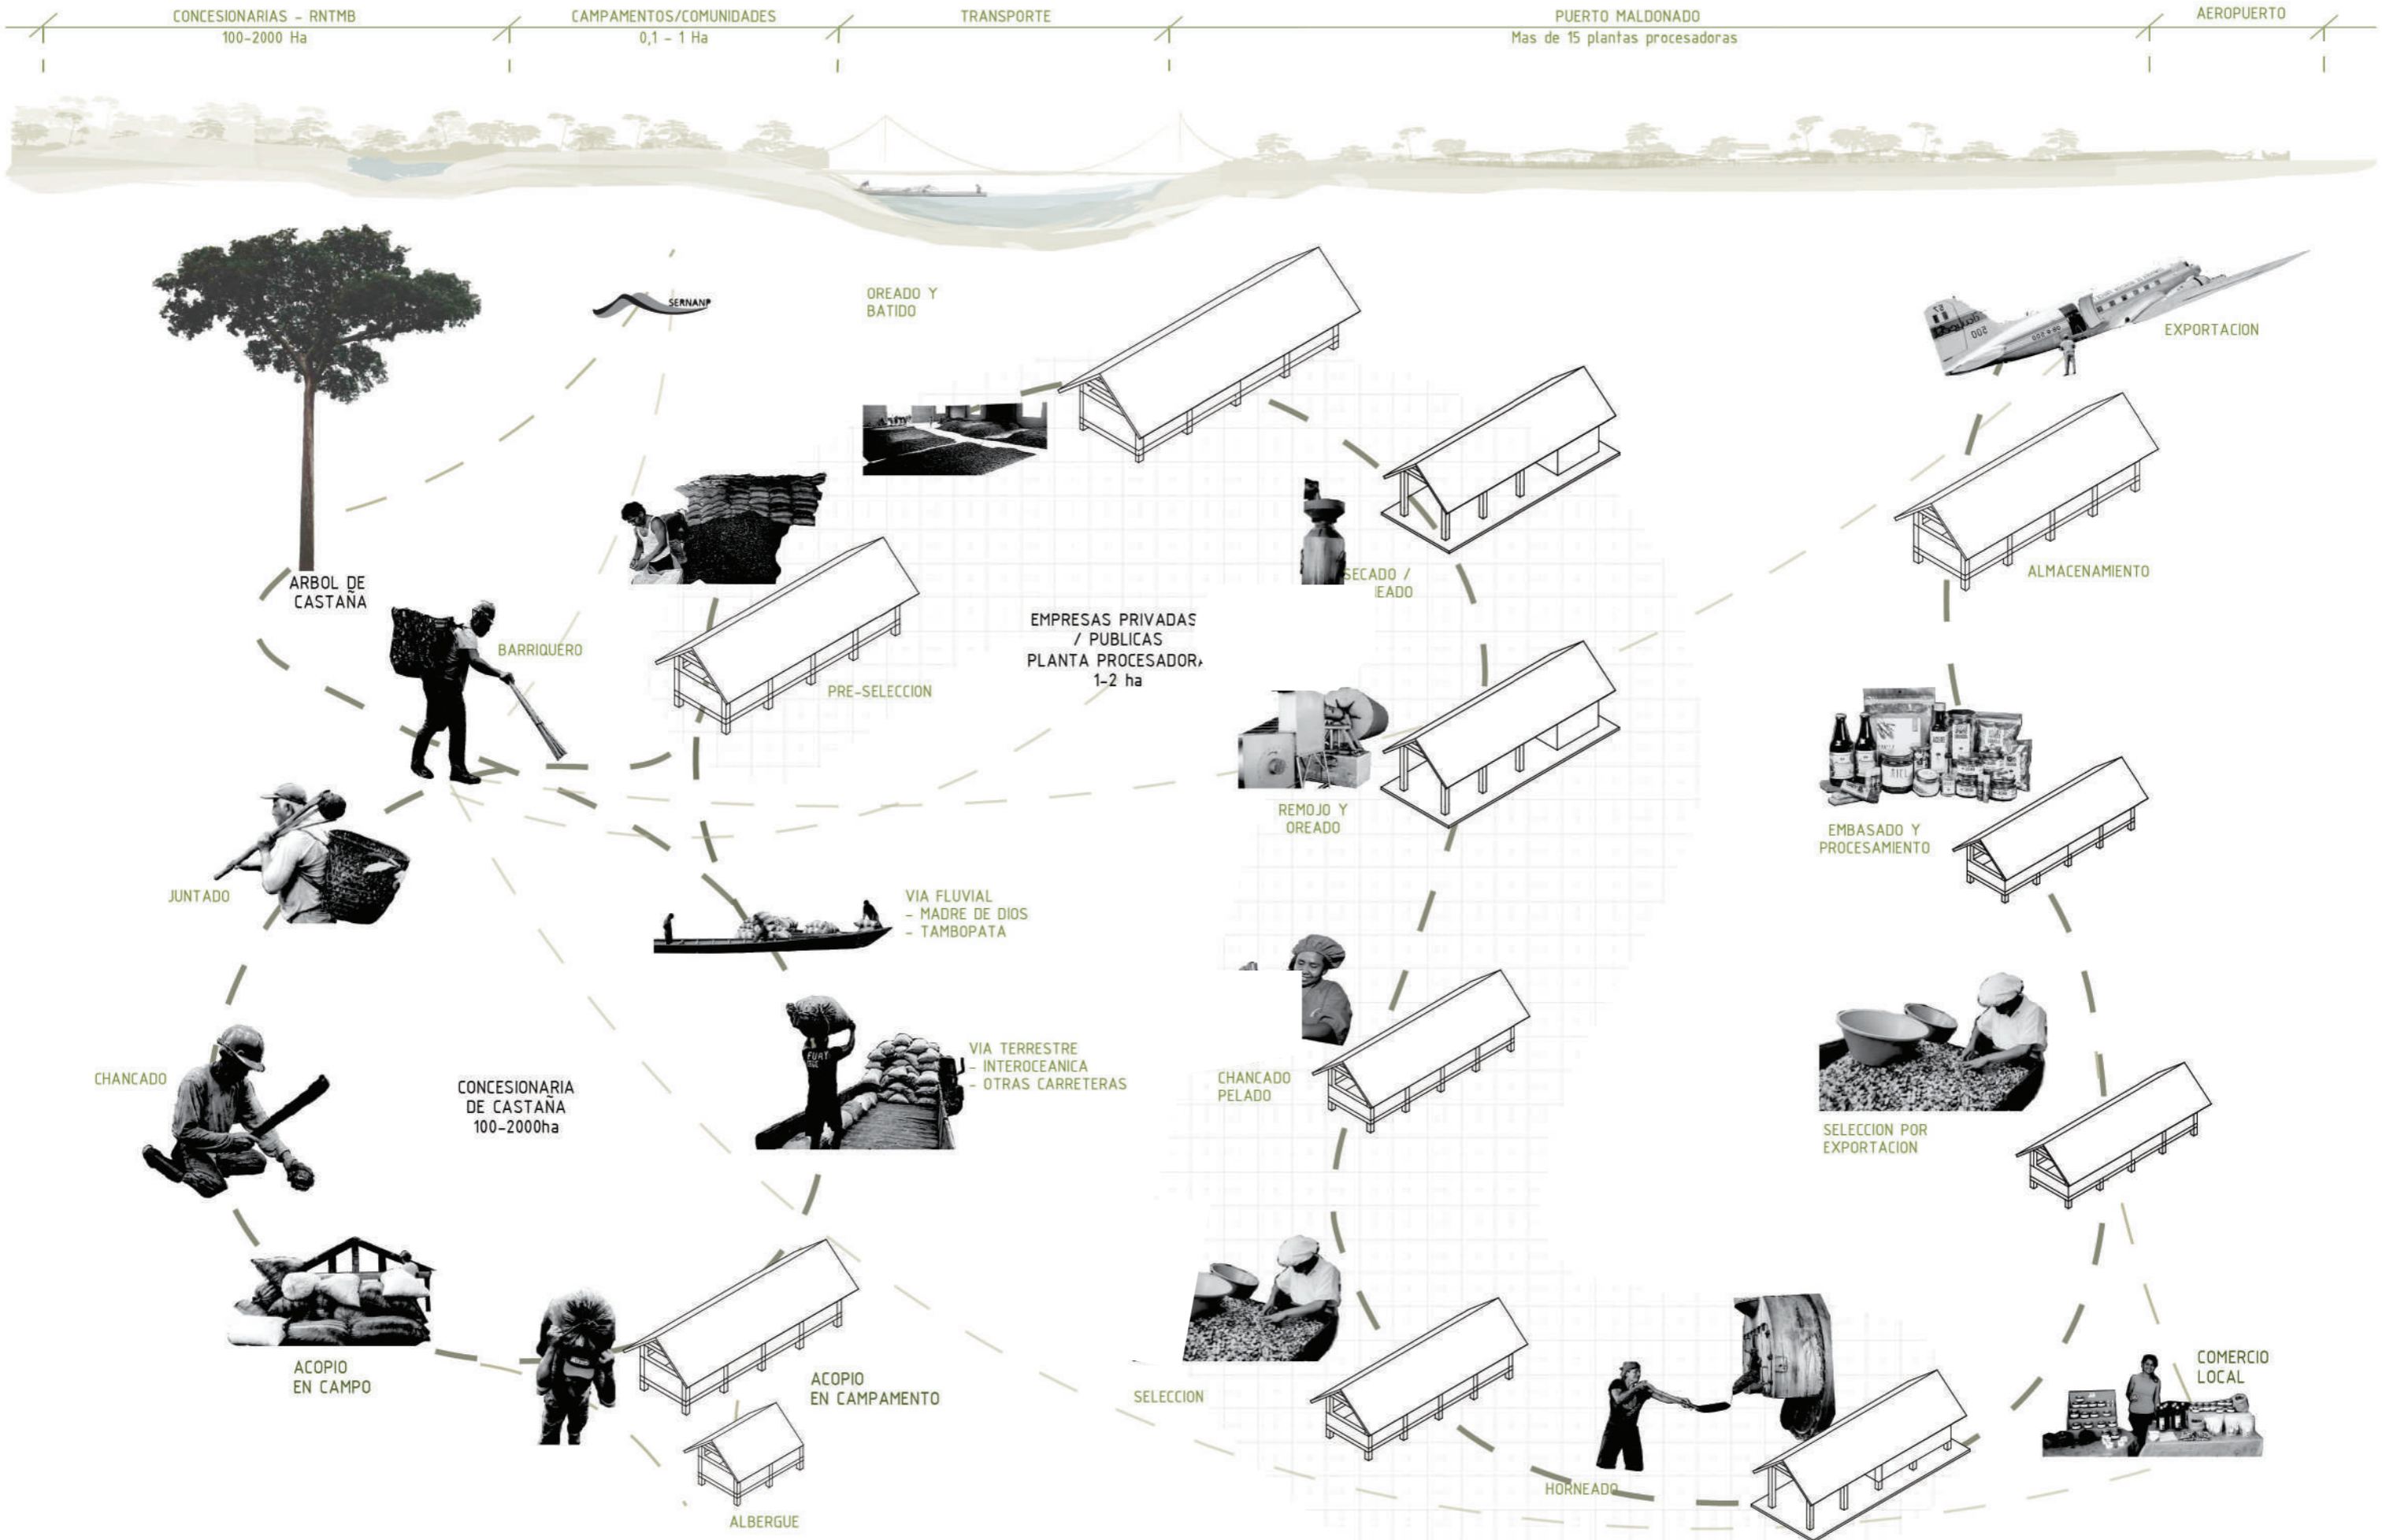 CONCESIONARIAS - RNTMB
100-2000 Ha
CAMPAMENTOS/COMUNIDADES
0,1 - 1 Ha
TRANSPORTE
PUERTO MALDONADO
Mas de 15 plantas procesadoras
AEROPUERTO
SERNANP
OREADO Y
BATIDO
EXPORTACION
ARBOL DE
CASTAÑA
BARRIQUERO
PRE-SELECCION
EMPRESAS PRIVADAS
/ PUBLICAS
PLANTA PROCESADORA
1-2 ha
SECADO /
EADO
ALMACENAMIENTO
REMOJO Y
OREADO
EMBASADO Y
PROCESAMIENTO
JUNTADO
VIA FLUVIAL
- MADRE DE DIOS
- TAMBOPATA
CHANCADO
CONCESIONARIA
DE CASTAÑA
100-2000ha
VIA TERRESTRE
- INTEROCEANICA
- OTRAS CARRETERAS
CHANCADO
PELADO
SELECCION POR
EXPORTACION
ACOPIO
EN CAMPO
ACOPIO
EN CAMPAMENTO
SELECCION
COMERCIO
LOCAL
HORNEADO
ALBERGUE